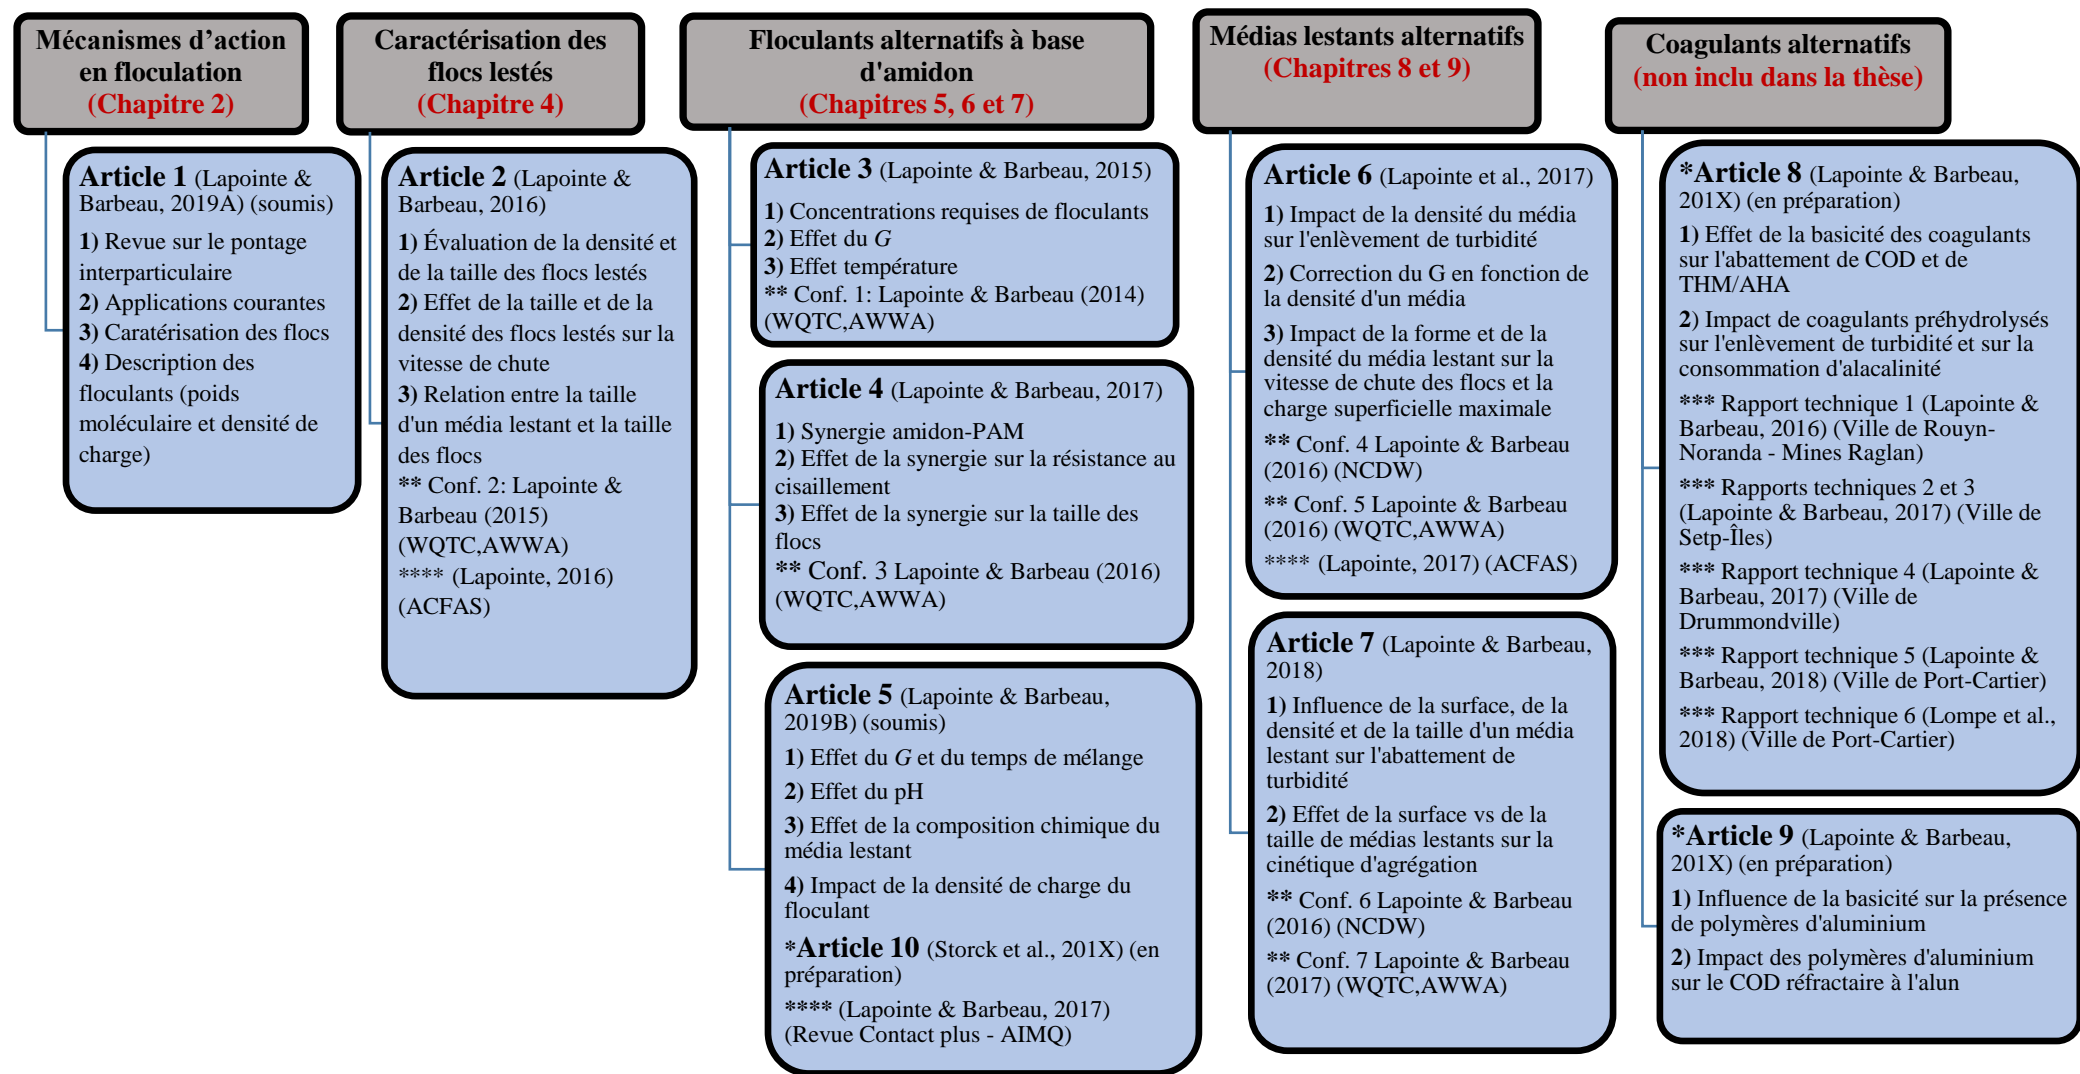 Mécanismes d'action
en floculation
(Chapitre 2)
Article 1 (Lapointe &
Barbeau, 2019A) (soumis)
1) Revue sur le pontage
interparticulaire
2) Applications courantes
3) Caratérisation des flocs
4) Description des
floculants (poids
moléculaire et densité de
charge)
Caractérisation des
flocs lestés
(Chapitre 4)
Article 2 (Lapointe &
Barbeau, 2016)
1) Évaluation de la densité et
de la taille des flocs lestés
2) Effet de la taille et de la
densité des flocs lestés sur la
vitesse de chute
3) Relation entre la taille
d'un média lestant et la taille
des flocs
** Conf. 2: Lapointe &
Barbeau (2015)
(WQTC,AWWA)
**** (Lapointe, 2016)
(ACFAS)
Floculants alternatifs à base
d'amidon
(Chapitres 5, 6 et 7)
Article 3 (Lapointe & Barbeau, 2015)
1) Concentrations requises de floculants
2) Effet du G
3) Effet température
** Conf. 1: Lapointe & Barbeau (2014)
(WQTC,AWWA)
Article 4 (Lapointe & Barbeau, 2017)
1) Synergie amidon-PAM
2) Effet de la synergie sur la résistance au
cisaillement
3) Effet de la synergie sur la taille des
flocs
** Conf. 3 Lapointe & Barbeau (2016)
(WQTC,AWWA)
Article 5 (Lapointe & Barbeau,
2019B) (soumis)
1) Effet du G et du temps de mélange
2) Effet du pH
3) Effet de la composition chimique du
média lestant
4) Impact de la densité de charge du
floculant
*Article 10 (Storck et al., 201X) (en
préparation)
**** (Lapointe & Barbeau, 2017)
(Revue Contact plus - AIMQ)
Médias lestants alternatifs
(Chapitres 8 et 9)
Article 6 (Lapointe et al., 2017)
1) Impact de la densité du média
sur l'enlèvement de turbidité
2) Correction du G en fonction de
la densité d'un média
3) Impact de la forme et de la
densité du média lestant sur la
vitesse de chute des flocs et la
charge superficielle maximale
** Conf. 4 Lapointe & Barbeau
(2016) (NCDW)
** Conf. 5 Lapointe & Barbeau
(2016) (WQTC,AWWA)
**** (Lapointe, 2017) (ACFAS)
Article 7 (Lapointe & Barbeau,
2018)
1) Influence de la surface, de la
densité et de la taille d'un média
lestant sur l'abattement de
turbidité
2) Effet de la surface vs de la
taille de médias lestants sur la
cinétique d'agrégation
** Conf. 6 Lapointe & Barbeau
(2016) (NCDW)
** Conf. 7 Lapointe & Barbeau
(2017) (WQTC,AWWA)
Coagulants alternatifs
(non inclu dans la thèse)
*Article 8 (Lapointe & Barbeau,
201X) (en préparation)
1) Effet de la basicité des coagulants
sur l'abattement de COD et de
THM/AHA
2) Impact de coagulants préhydrolysés
sur l'enlèvement de turbidité et sur la
consommation d'alacalinité
*** Rapport technique 1 (Lapointe &
Barbeau, 2016) (Ville de Rouyn-
Noranda - Mines Raglan)
*** Rapports techniques 2 et 3
(Lapointe & Barbeau, 2017) (Ville de
Setp-Îles)
*** Rapport technique 4 (Lapointe &
Barbeau, 2017) (Ville de
Drummondville)
*** Rapport technique 5 (Lapointe &
Barbeau, 2018) (Ville de Port-Cartier)
*** Rapport technique 6 (Lompe et al.,
2018) (Ville de Port-Cartier)
*Article 9 (Lapointe & Barbeau,
201X) (en préparation)
1) Influence de la basicité sur la présence
de polymères d'aluminium
2) Impact des polymères d'aluminium
sur le COD réfractaire à l'alun